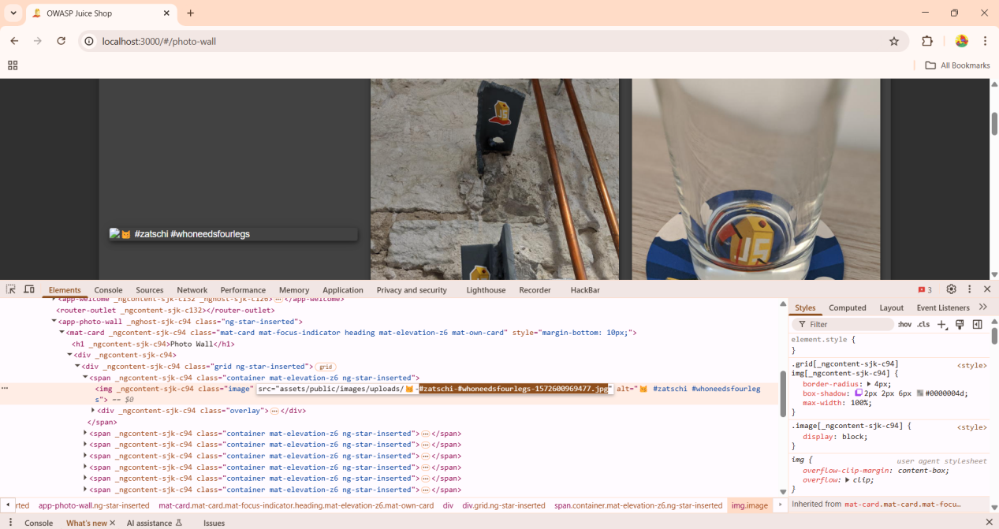 OWASP Juice Shop
localhost:3000/#/photo-wall
All Bookmarks
JS
😼 #zatschi #whoneedsfourlegs
JS
Elements Console Sources Network Performance Memory Application Privacy and security Lighthouse Recorder HackBar 3
<app-welcome _ngcontent-sjk-c132 _nghost-sjk-c126>…</app-welcome>
<router-outlet _ngcontent-sjk-c132></router-outlet>
<app-photo-wall _nghost-sjk-c94 class="ng-star-inserted">
<mat-card _ngcontent-sjk-c94 class="mat-card mat-focus-indicator heading mat-elevation-z6 mat-own-card" style="margin-bottom: 10px;">
<h1 _ngcontent-sjk-c94>Photo Wall</h1>
<div _ngcontent-sjk-c94>
<div _ngcontent-sjk-c94 class="grid ng-star-inserted"> grid
<span _ngcontent-sjk-c94 class="container mat-elevation-z6 ng-star-inserted">
<img _ngcontent-sjk-c94 class="image" src="assets/public/images/uploads/😼-#zatschi-#whoneedsfourlegs-1572600969477.jpg" alt="😼 #zatschi #whoneedsfourleg
s"> == $0
<div _ngcontent-sjk-c94 class="overlay">…</div>
</span>
<span _ngcontent-sjk-c94 class="container mat-elevation-z6 ng-star-inserted">…</span>
<span _ngcontent-sjk-c94 class="container mat-elevation-z6 ng-star-inserted">…</span>
<span _ngcontent-sjk-c94 class="container mat-elevation-z6 ng-star-inserted">…</span>
<span _ngcontent-sjk-c94 class="container mat-elevation-z6 ng-star-inserted">…</span>
<span _ngcontent-sjk-c94 class="container mat-elevation-z6 ng-star-inserted">…</span>
<span _ngcontent-sjk-c94 class="container mat-elevation-z6 ng-star-inserted">…</span>
rted app-photo-wall.ng-star-inserted mat-card.mat-card.mat-focus-indicator.heading.mat-elevation-z6.mat-own-card div div.grid.ng-star-inserted span.container.mat-elevation-z6.ng-star-inserted img.image
Styles Computed Layout Event Listeners
Filter :hov .cls
element.style {
}
.grid[_ngcontent-sjk-c94] <style>
img[_ngcontent-sjk-c94] {
border-radius: 4px;
box-shadow: 2px 2px 6px #0000004d;
max-width: 100%;
}
.image[_ngcontent-sjk-c94] { <style>
display: block;
}
img { user agent stylesheet
overflow-clip-margin: content-box;
overflow: clip;
}
Inherited from mat-card.mat-card.mat-focu…
Console What's new AI assistance Issues